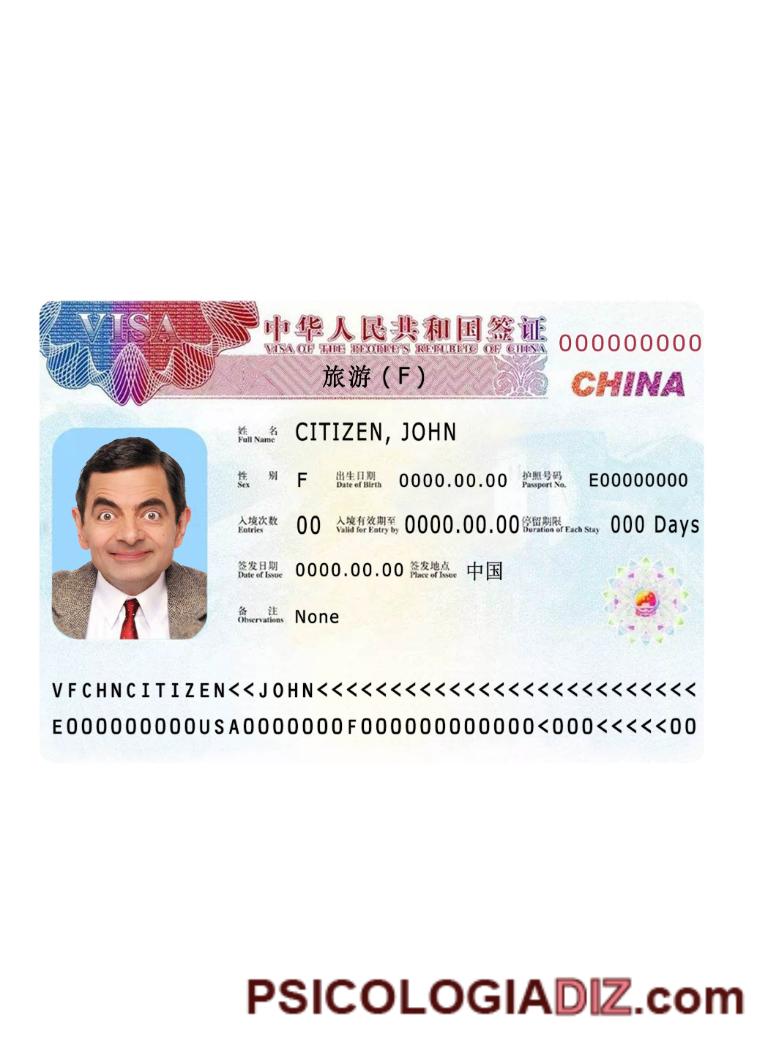 VISA
中华人民共和国签证
VISA OF THE PEOPLE'S REPUBLIC OF CHINA
000000000
旅游 ( F )
CHINA
姓 名
Full Name
CITIZEN, JOHN
性 别
Sex
F
出生日期
Date of Birth
0000.00.00
护照号码
Passport No.
E00000000
入境次数
Entries
00
入境有效期至
Valid for Entry by
0000.00.00
停留期限
Duration of Each Stay
000 Days
签发日期
Date of Issue
0000.00.00
签发地点
Place of Issue
中国
备 注
Observations
None
VFCHNCITIZEN<<JOHN<<<<<<<<<<<<<<<<<<<<<<<<<<
E000000000USA0000000F000000000000<000<<<<<00
PSICOLOGIADIZ.com